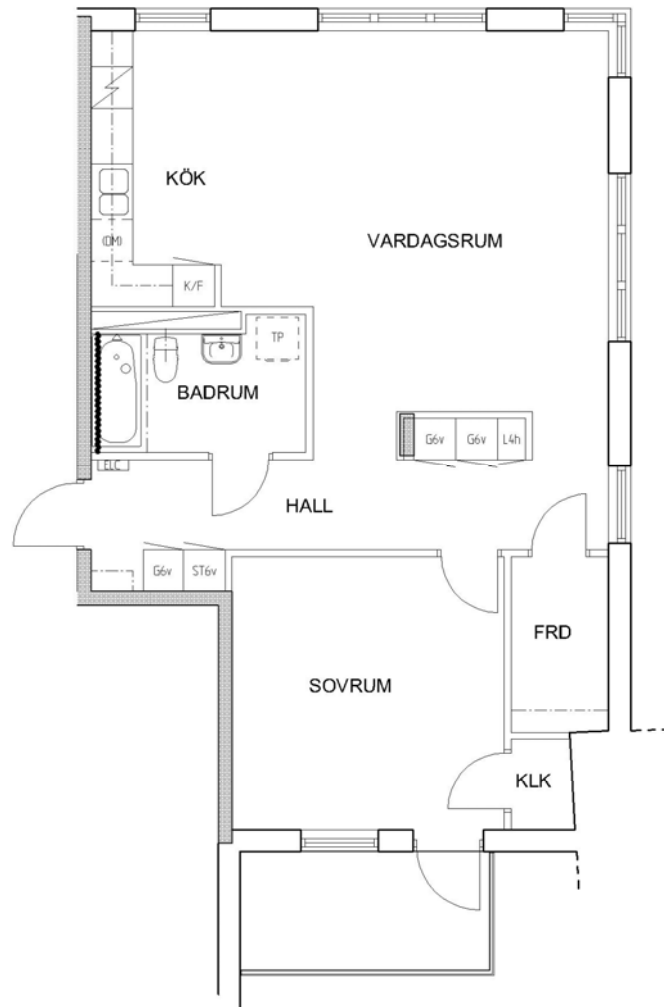 KÖK
VARDAGSRUM
(DM)
K/F
TP
BADRUM
G6v G6v L4h
ELC
HALL
G6v ST6v
FRD
SOVRUM
KLK